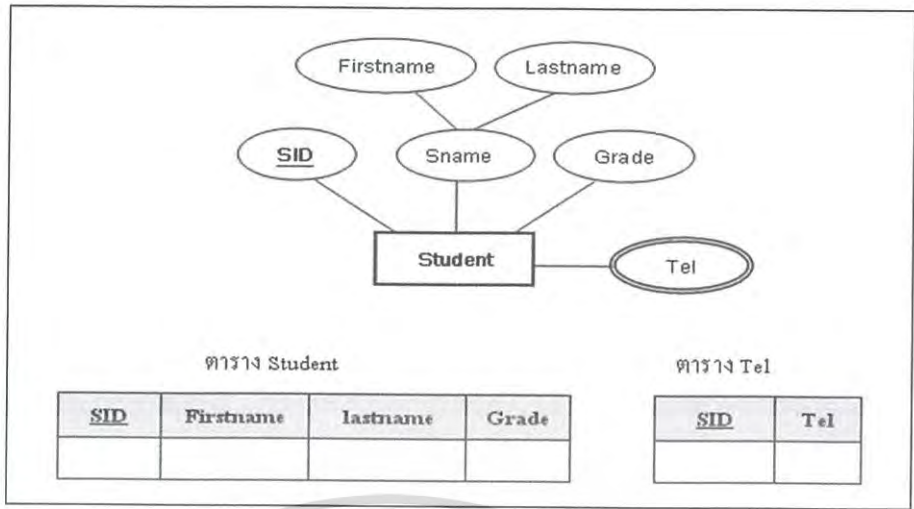 Firstname Lastname
SID Sname Grade
Student Tel
ตาราง Student ตาราง Tel
SID Firstname lastname Grade SID Tel